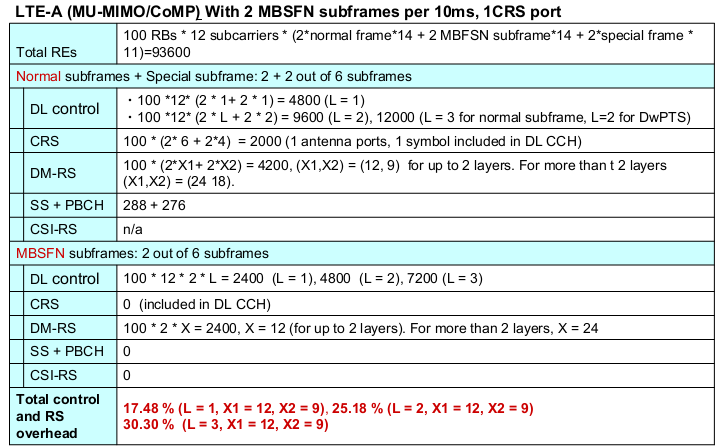 LTE-A (MU-MIMO/CoMP) With 2 MBSFN subframes per 10ms, 1CRS port
Total REs
100 RBs * 12 subcarriers * (2*normal frame*14 + 2 MBFSN subframe*14 + 2*special frame *
11)=93600
Normal subframes + Special subframe: 2 + 2 out of 6 subframes
DL control
・100 *12* (2 * 1+ 2 * 1) = 4800 (L = 1)
・100 *12* (2 * L + 2 * 2) = 9600 (L = 2), 12000 (L = 3 for normal subframe, L=2 for DwPTS)
CRS
100 * (2* 6 + 2*4) = 2000 (1 antenna ports, 1 symbol included in DL CCH)
DM-RS
100 * (2*X1+ 2*X2) = 4200, (X1,X2) = (12, 9) for up to 2 layers. For more than t 2 layers
(X1,X2) = (24 18).
SS + PBCH
288 + 276
CSI-RS
n/a
MBSFN subframes: 2 out of 6 subframes
DL control
100 * 12 * 2 * L = 2400 (L = 1), 4800 (L = 2), 7200 (L = 3)
CRS
0 (included in DL CCH)
DM-RS
100 * 2 * X = 2400, X = 12 (for up to 2 layers). For more than 2 layers, X = 24
SS + PBCH
0
CSI-RS
0
Total control
and RS
overhead
17.48 % (L = 1, X1 = 12, X2 = 9), 25.18 % (L = 2, X1 = 12, X2 = 9)
30.30 % (L = 3, X1 = 12, X2 = 9)